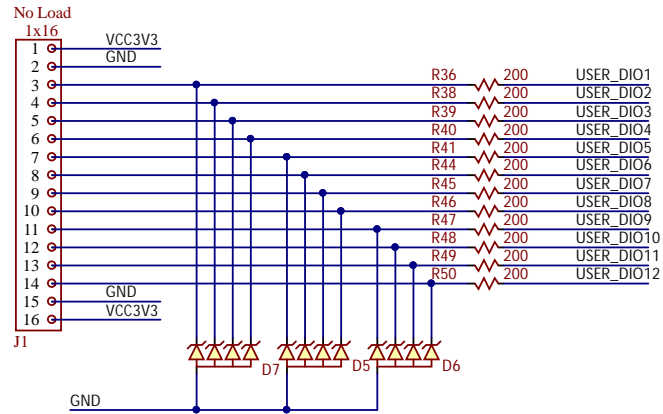 No Load
1x16
1 VCC3V3
2 GND
3 R36 200 USER_DIO1
4 R38 200 USER_DIO2
5 R39 200 USER_DIO3
6 R40 200 USER_DIO4
7 R41 200 USER_DIO5
8 R44 200 USER_DIO6
9 R45 200 USER_DIO7
10 R46 200 USER_DIO8
11 R47 200 USER_DIO9
12 R48 200 USER_DIO10
13 R49 200 USER_DIO11
14 R50 200 USER_DIO12
15 GND
16 VCC3V3
J1
D7 D5 D6
GND